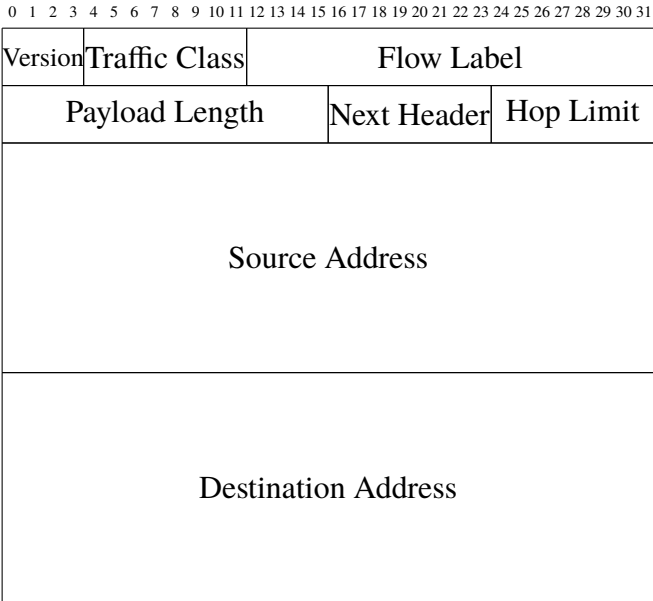 0 1 2 3 4 5 6 7 8 9 10 11 12 13 14 15 16 17 18 19 20 21 22 23 24 25 26 27 28 29 30 31
Version Traffic Class Flow Label
Payload Length Next Header Hop Limit
Source Address
Destination Address